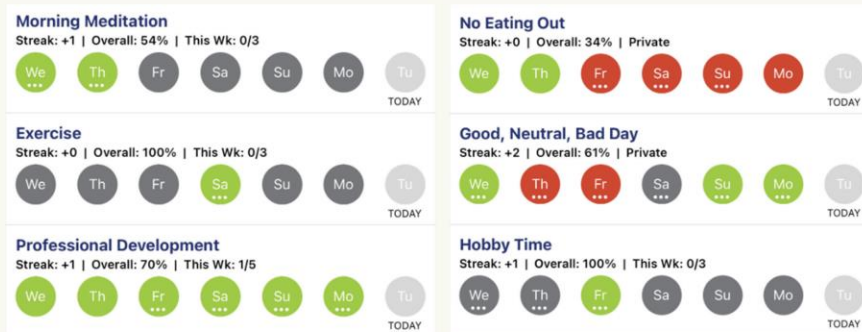 Morning Meditation
Streak: +1 | Overall: 54% | This Wk: 0/3
We Th Fr Sa Su Mo Tu
TODAY
Exercise
Streak: +0 | Overall: 100% | This Wk: 0/3
We Th Fr Sa Su Mo Tu
TODAY
Professional Development
Streak: +1 | Overall: 70% | This Wk: 1/5
We Th Fr Sa Su Mo Tu
TODAY
No Eating Out
Streak: +0 | Overall: 34% | Private
We Th Fr Sa Su Mo Tu
TODAY
Good, Neutral, Bad Day
Streak: +2 | Overall: 61% | Private
We Th Fr Sa Su Mo Tu
TODAY
Hobby Time
Streak: +1 | Overall: 100% | This Wk: 0/3
We Th Fr Sa Su Mo Tu
TODAY